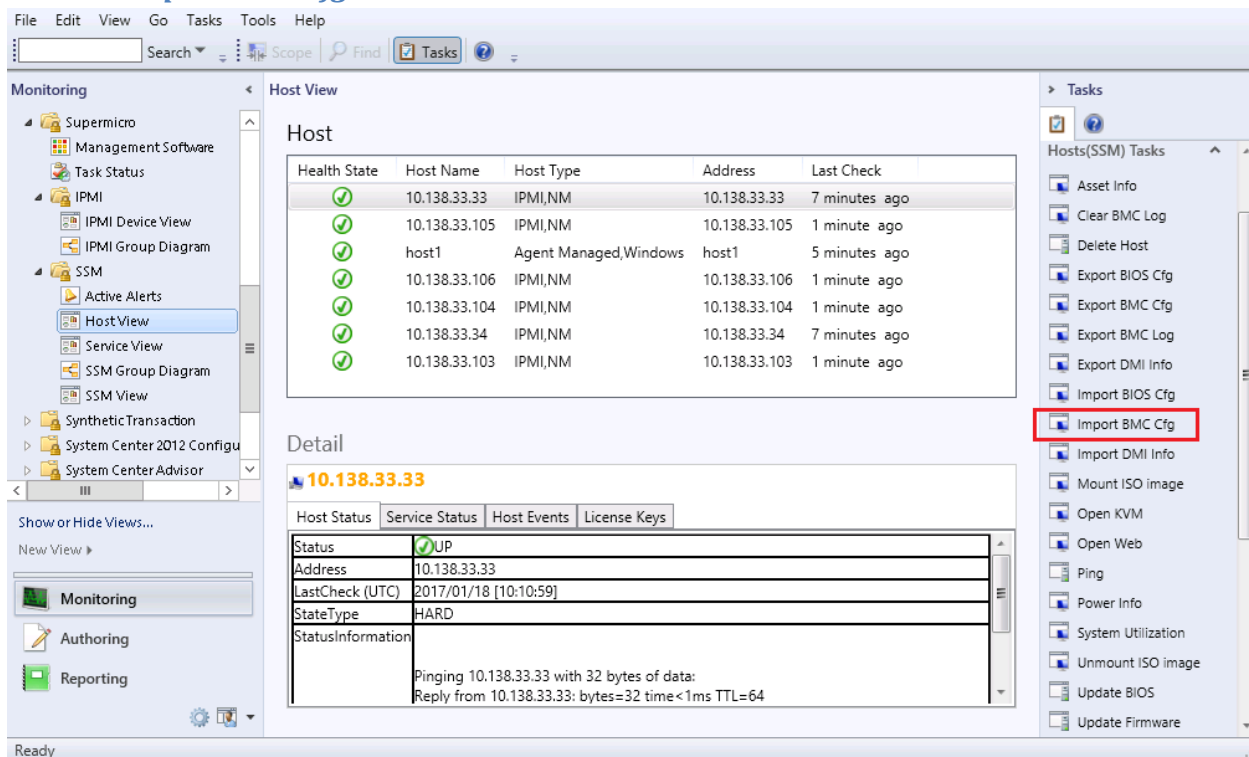 File Edit View Go Tasks Tools Help
Search Scope Find Tasks
Monitoring
Supermicro
Management Software
Task Status
IPMI
IPMI Device View
IPMI Group Diagram
SSM
Active Alerts
Host View
Service View
SSM Group Diagram
SSM View
Synthetic Transaction
System Center 2012 Configu
System Center Advisor
Show or Hide Views...
New View
Monitoring
Authoring
Reporting
Host View
Host
Health State Host Name Host Type Address Last Check
10.138.33.33 IPMI,NM 10.138.33.33 7 minutes ago
10.138.33.105 IPMI,NM 10.138.33.105 1 minute ago
host1 Agent Managed,Windows host1 5 minutes ago
10.138.33.106 IPMI,NM 10.138.33.106 1 minute ago
10.138.33.104 IPMI,NM 10.138.33.104 1 minute ago
10.138.33.34 IPMI,NM 10.138.33.34 7 minutes ago
10.138.33.103 IPMI,NM 10.138.33.103 1 minute ago
Detail
10.138.33.33
Host Status Service Status Host Events License Keys
Status UP
Address 10.138.33.33
LastCheck (UTC) 2017/01/18 [10:10:59]
StateType HARD
StatusInformation
Pinging 10.138.33.33 with 32 bytes of data:
Reply from 10.138.33.33: bytes=32 time<1ms TTL=64
Tasks
Hosts(SSM) Tasks
Asset Info
Clear BMC Log
Delete Host
Export BIOS Cfg
Export BMC Cfg
Export BMC Log
Export DMI Info
Import BIOS Cfg
Import BMC Cfg
Import DMI Info
Mount ISO image
Open KVM
Open Web
Ping
Power Info
System Utilization
Unmount ISO image
Update BIOS
Update Firmware
Ready